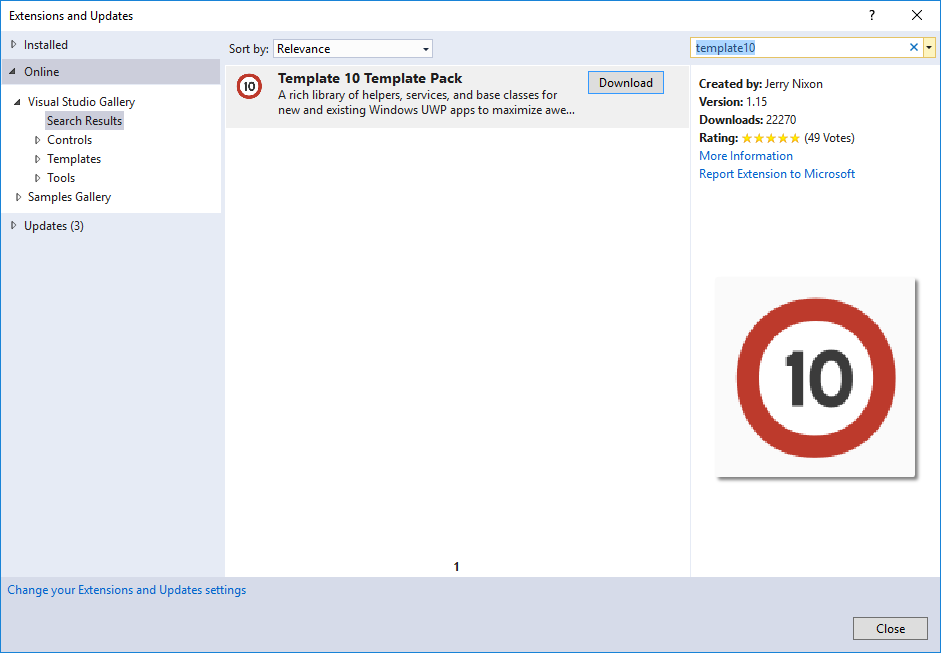 Extensions and Updates
?
Installed
Online
Visual Studio Gallery
Search Results
Controls
Templates
Tools
Samples Gallery
Updates (3)
Sort by: Relevance
10
Template 10 Template Pack
Download
A rich library of helpers, services, and base classes for
new and existing Windows UWP apps to maximize awe...
1
template10
Created by: Jerry Nixon
Version: 1.15
Downloads: 22270
Rating: (49 Votes)
More Information
Report Extension to Microsoft
10
Change your Extensions and Updates settings
Close